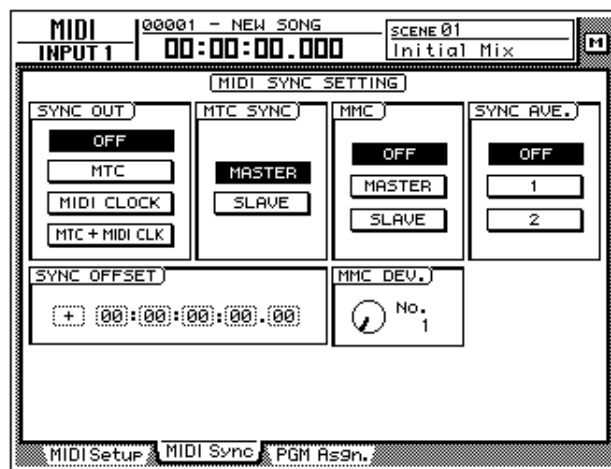 MIDI
INPUT 1
00001 - NEW SONG
00:00:00.000
SCENE 01
Initial Mix
M
MIDI SYNC SETTING
SYNC OUT
OFF
MTC
MIDI CLOCK
MTC + MIDI CLK
MTC SYNC
MASTER
SLAVE
MMC
OFF
MASTER
SLAVE
SYNC AVE.
OFF
1
2
SYNC OFFSET
+ 00:00:00:00.00
MMC DEV.
No.
1
MIDI Setup MIDI Sync PGM Asgn.